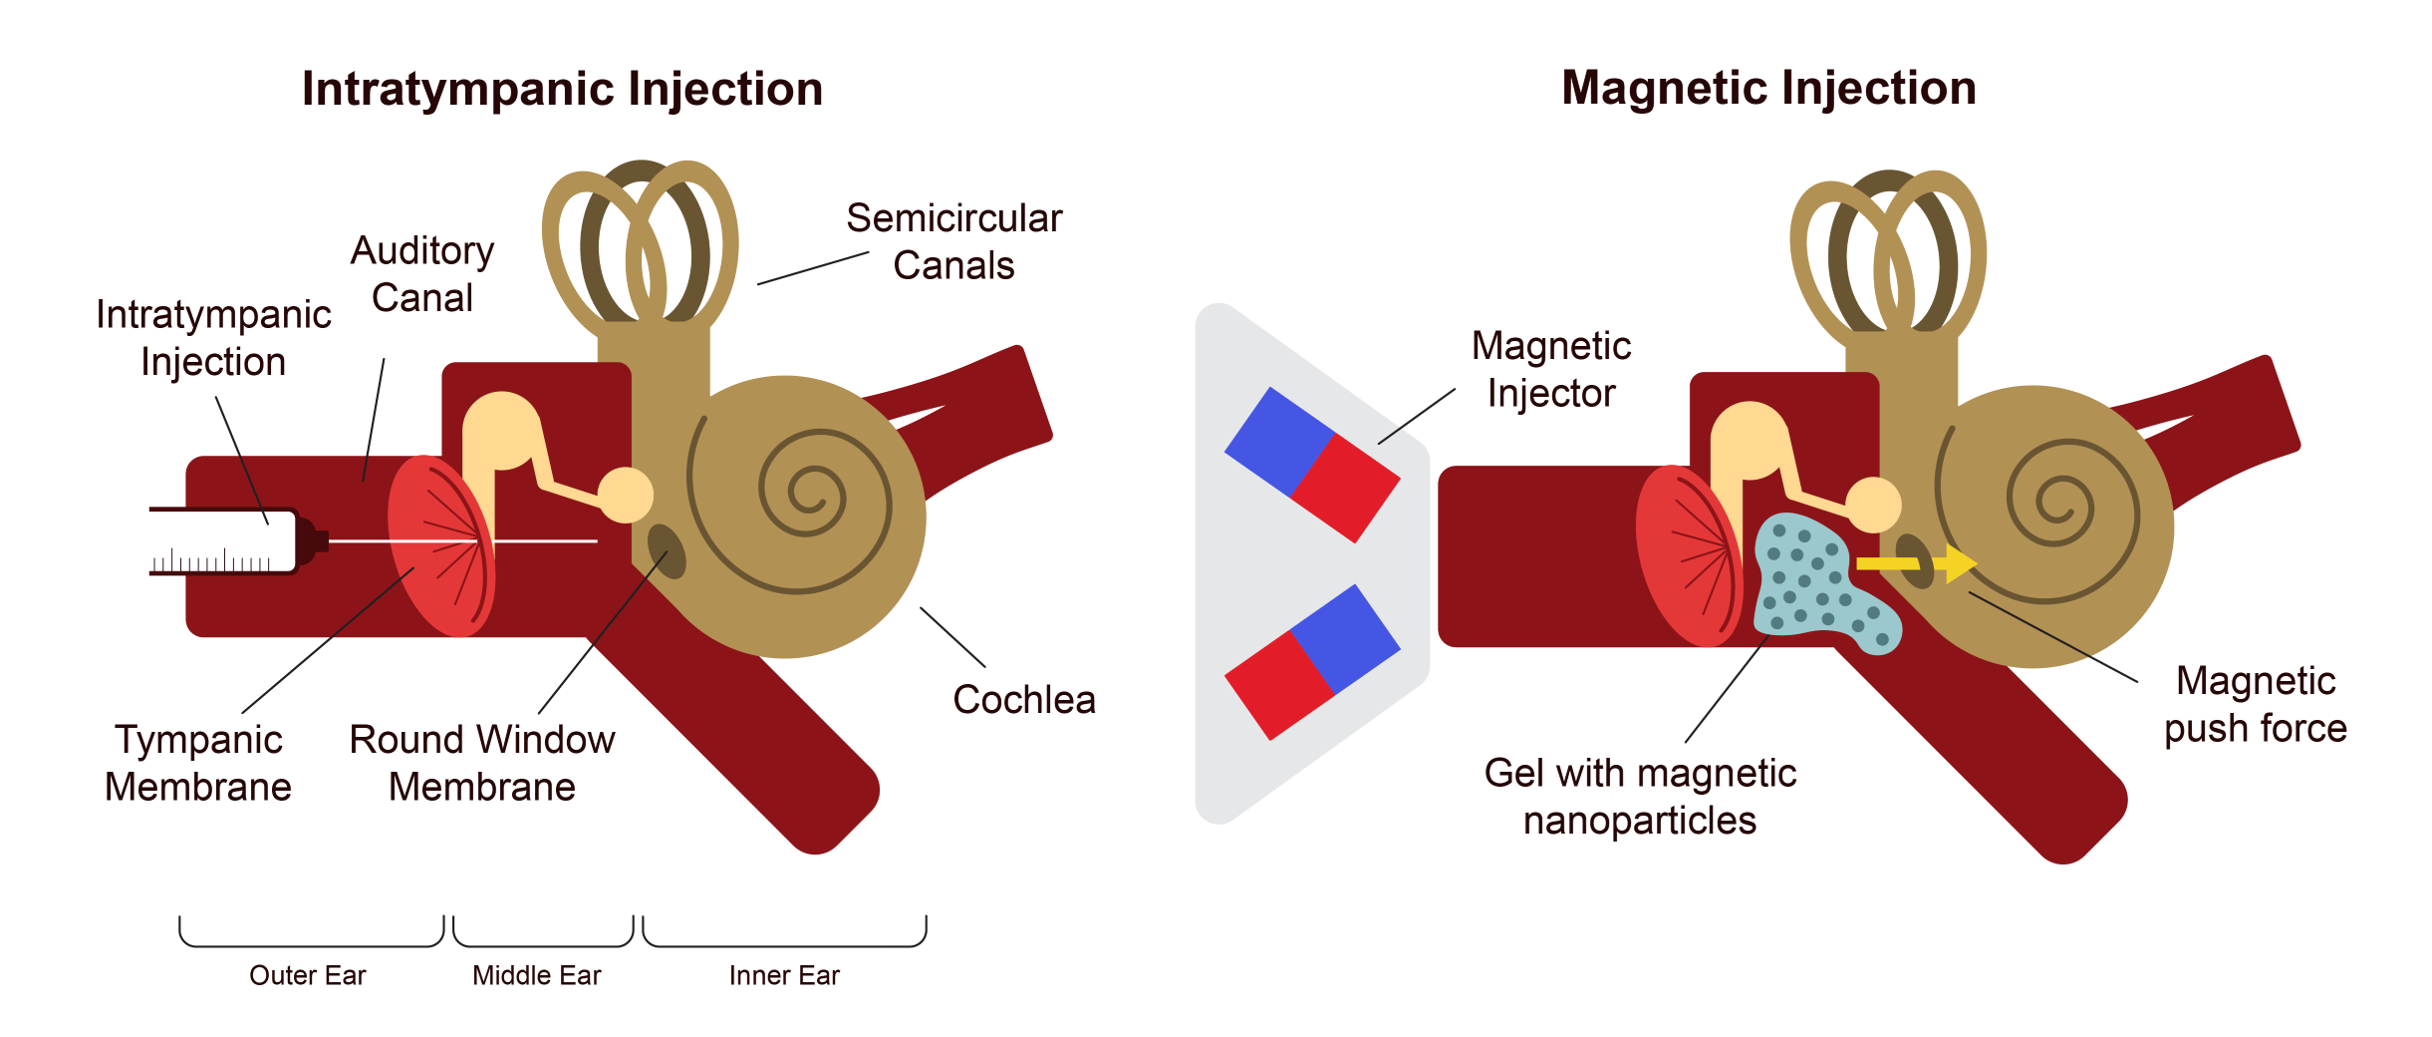 Intratympanic Injection
Intratympanic
Injection
Auditory
Canal
Semicircular
Canals
Tympanic
Membrane
Round Window
Membrane
Cochlea
Outer Ear
Middle Ear
Inner Ear
Magnetic Injection
Magnetic
Injector
Gel with magnetic
nanoparticles
Magnetic
push force